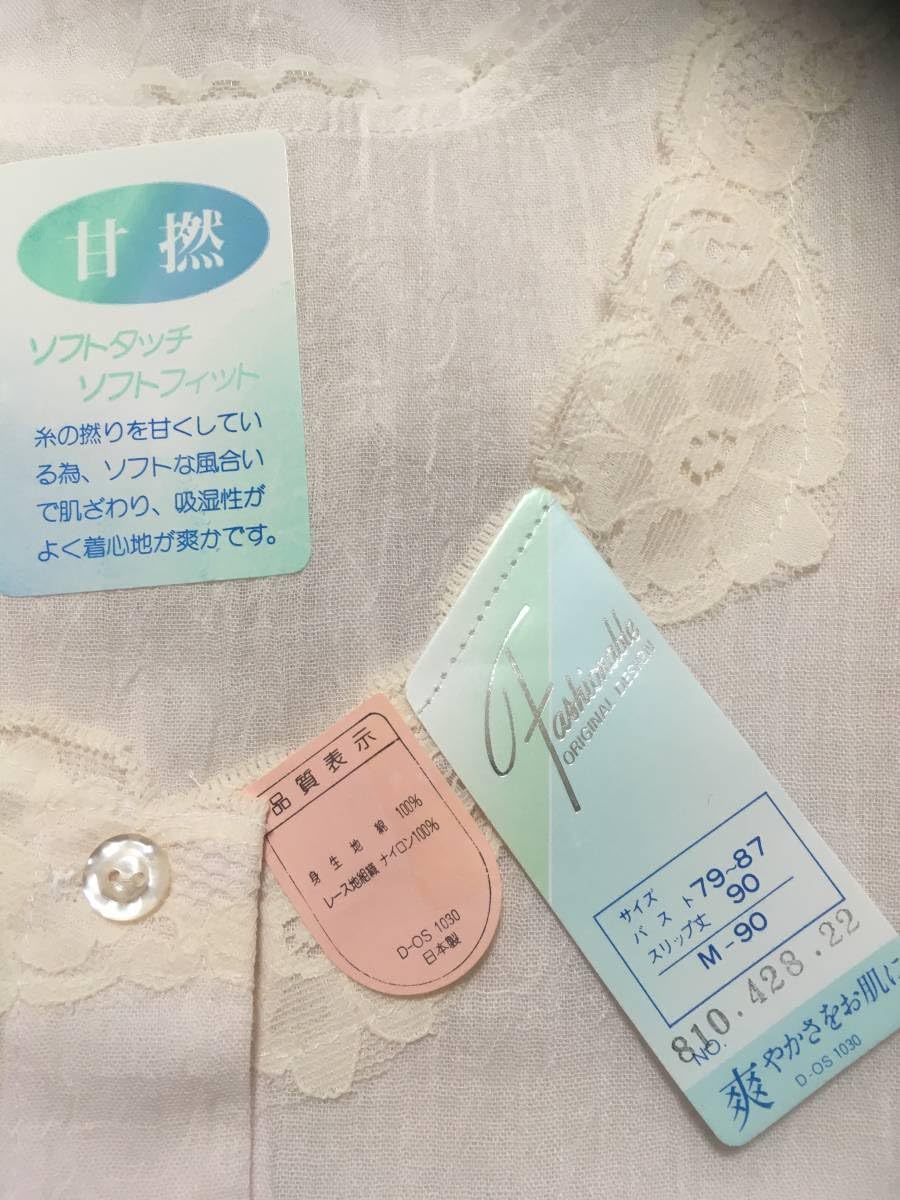 甘撚
ソフトタッチ
ソフトフィット
糸の撚りを甘くしてい
る為、ソフトな風合い
で肌ざわり、吸湿性が
よく着心地が爽かです。
Fashionable
ORIGINAL DESIGN
品質表示
身生地 綿 100%
レース地組織 ナイロン100%
D-OS 1030
日本製
サイズ
バスト 79~87
スリップ丈 90
M-90
NO. 810.428.22
爽やかさをお肌に
D-OS 1030